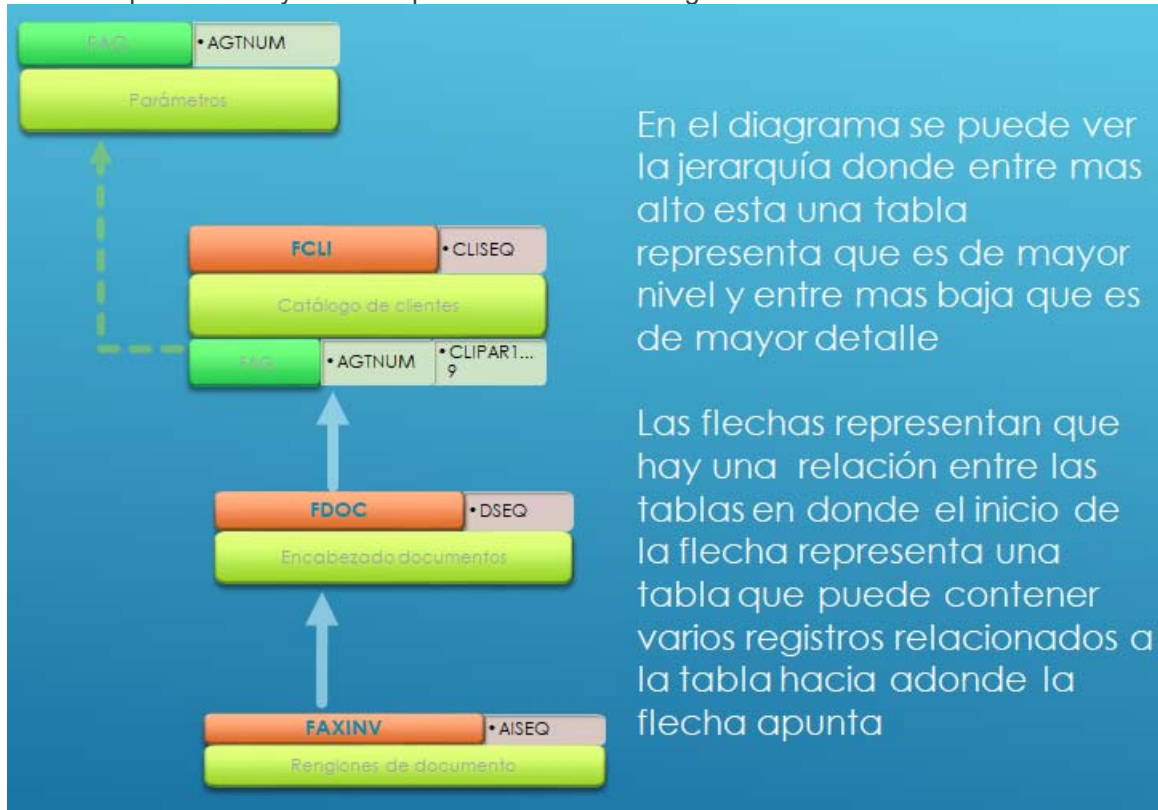 FAG
• AGTNUM
Parámetros
FCLI
• CLISEQ
Catálogo de clientes
FAG
• AGTNUM
• CLIPAR1...
9
FDOC
• DSEQ
Encabezado documentos
FAXINV
• AISEQ
Renglones de documento
En el diagrama se puede ver
la jerarquía donde entre mas
alto esta una tabla
representa que es de mayor
nivel y entre mas baja que es
de mayor detalle
Las flechas representan que
hay una relación entre las
tablas en donde el inicio de
la flecha representa una
tabla que puede contener
varios registros relacionados a
la tabla hacia adonde la
flecha apunta